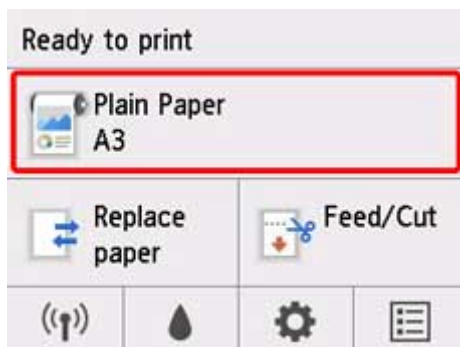 Ready to print
Plain Paper
A3
Replace
paper
Feed/Cut